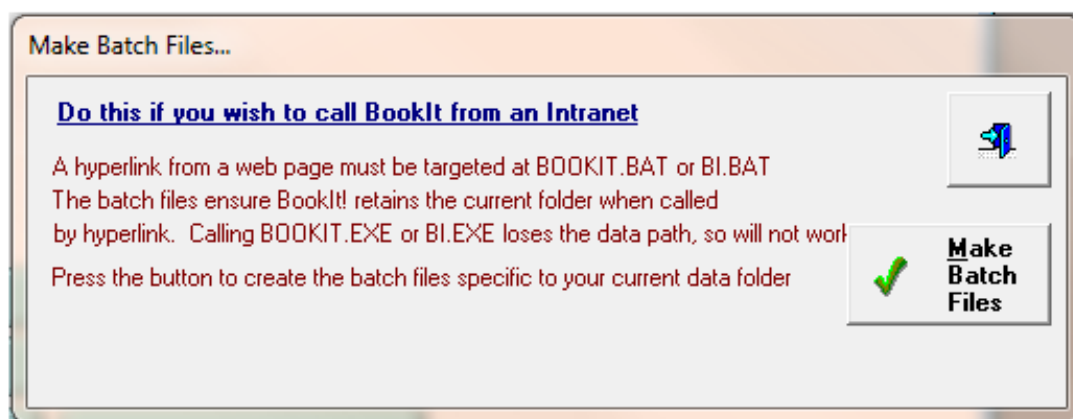 Make Batch Files...
Do this if you wish to call BookIt from an Intranet
A hyperlink from a web page must be targeted at BOOKIT.BAT or BI.BAT
The batch files ensure BookIt! retains the current folder when called
by hyperlink.  Calling BOOKIT.EXE or BI.EXE loses the data path, so will not work
Press the button to create the batch files specific to your current data folder
Make
Batch
Files